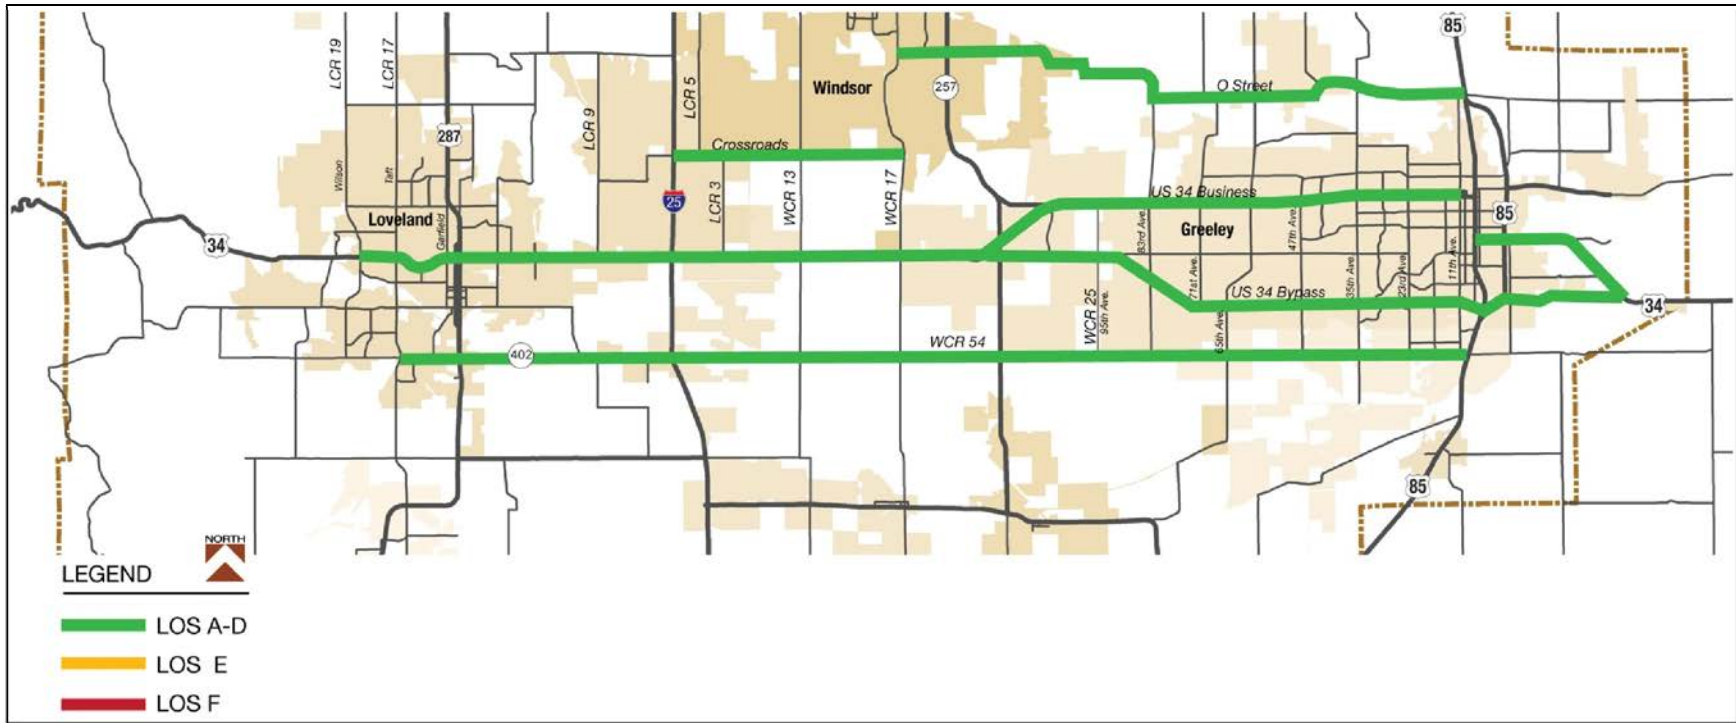 85
LCR 19
LCR 17
LCR 5
Windsor
257
O Street
287
LCR 9
Crossroads
Wilson
Taft
LCR 3
WCR 13
WCR 17
25
US 34 Business
Loveland
Garfield
34
83rd Ave.
Greeley
47th Ave.
11th Ave.
85
71st Ave.
35th Ave.
23rd Ave.
US 34 Bypass
WCR 25
95th Ave.
65th Ave.
34
402
WCR 54
85
NORTH
LEGEND
LOS A-D
LOS E
LOS F